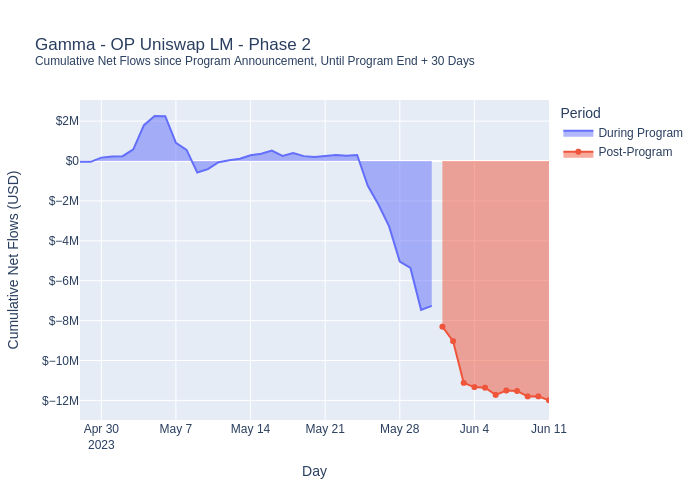 Gamma - OP Uniswap LM - Phase 2
Cumulative Net Flows since Program Announcement, Until Program End + 30 Days
Period
During Program
Post-Program
Cumulative Net Flows (USD)
$2M
$0
$−2M
$−4M
$−6M
$−8M
$−10M
$−12M
Apr 30
2023
May 7
May 14
May 21
May 28
Jun 4
Jun 11
Day